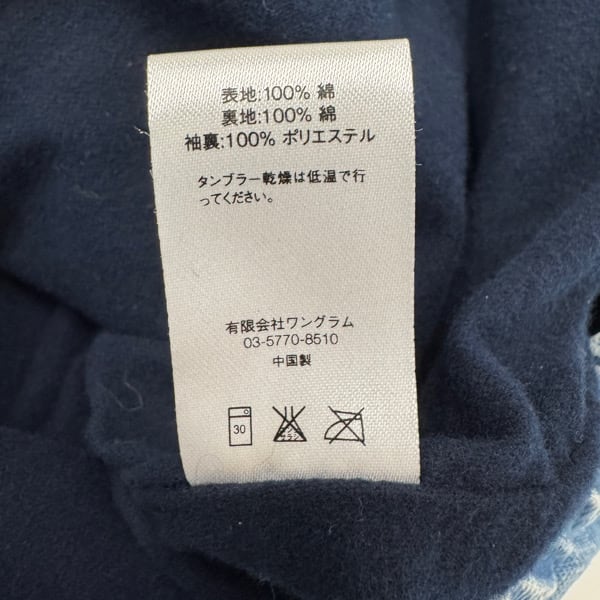 表地:100% 綿
裏地:100% 綿
袖裏:100% ポリエステル
タンブラー乾燥は低温で行
ってください。
有限会社ワングラム
03-5770-8510
中国製
30